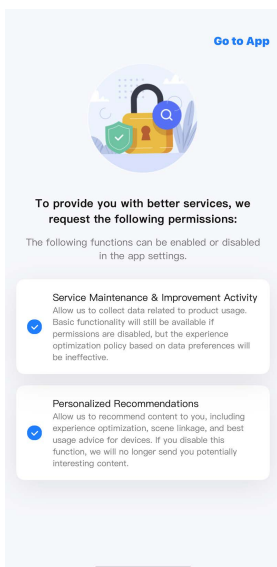 Go to App
To provide you with better services, we
request the following permissions:
The following functions can be enabled or disabled
in the app settings.
Service Maintenance & Improvement Activity
Allow us to collect data related to product usage.
Basic functionality will still be available if
permissions are disabled, but the experience
optimization policy based on data preferences will
be ineffective.
Personalized Recommendations
Allow us to recommend content to you, including
experience optimization, scene linkage, and best
usage advice for devices. If you disable this
function, we will no longer send you potentially
interesting content.